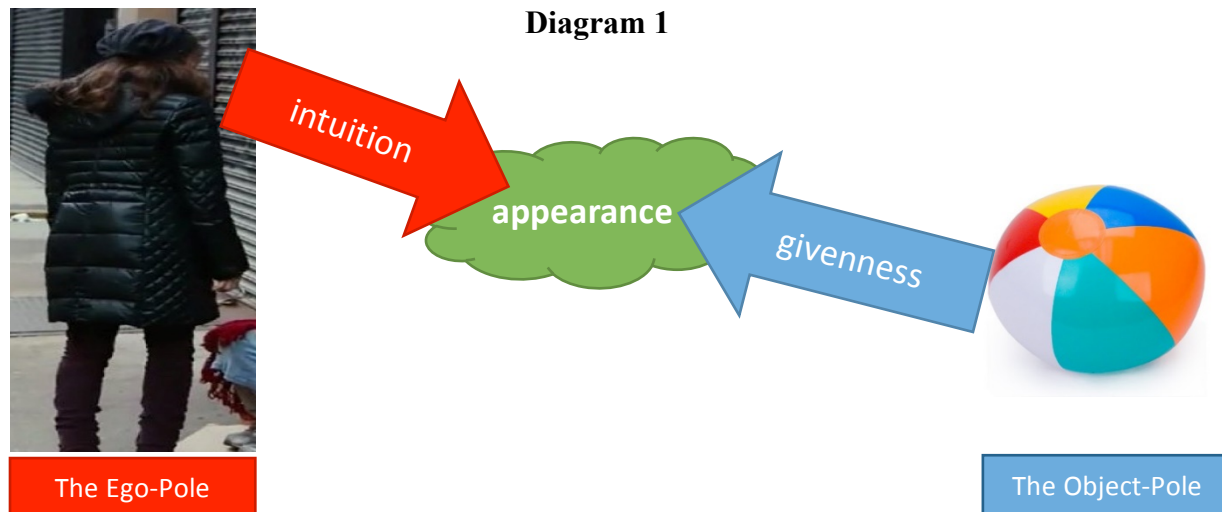 Diagram 1
intuition
appearance
givenness
The Ego-Pole
The Object-Pole